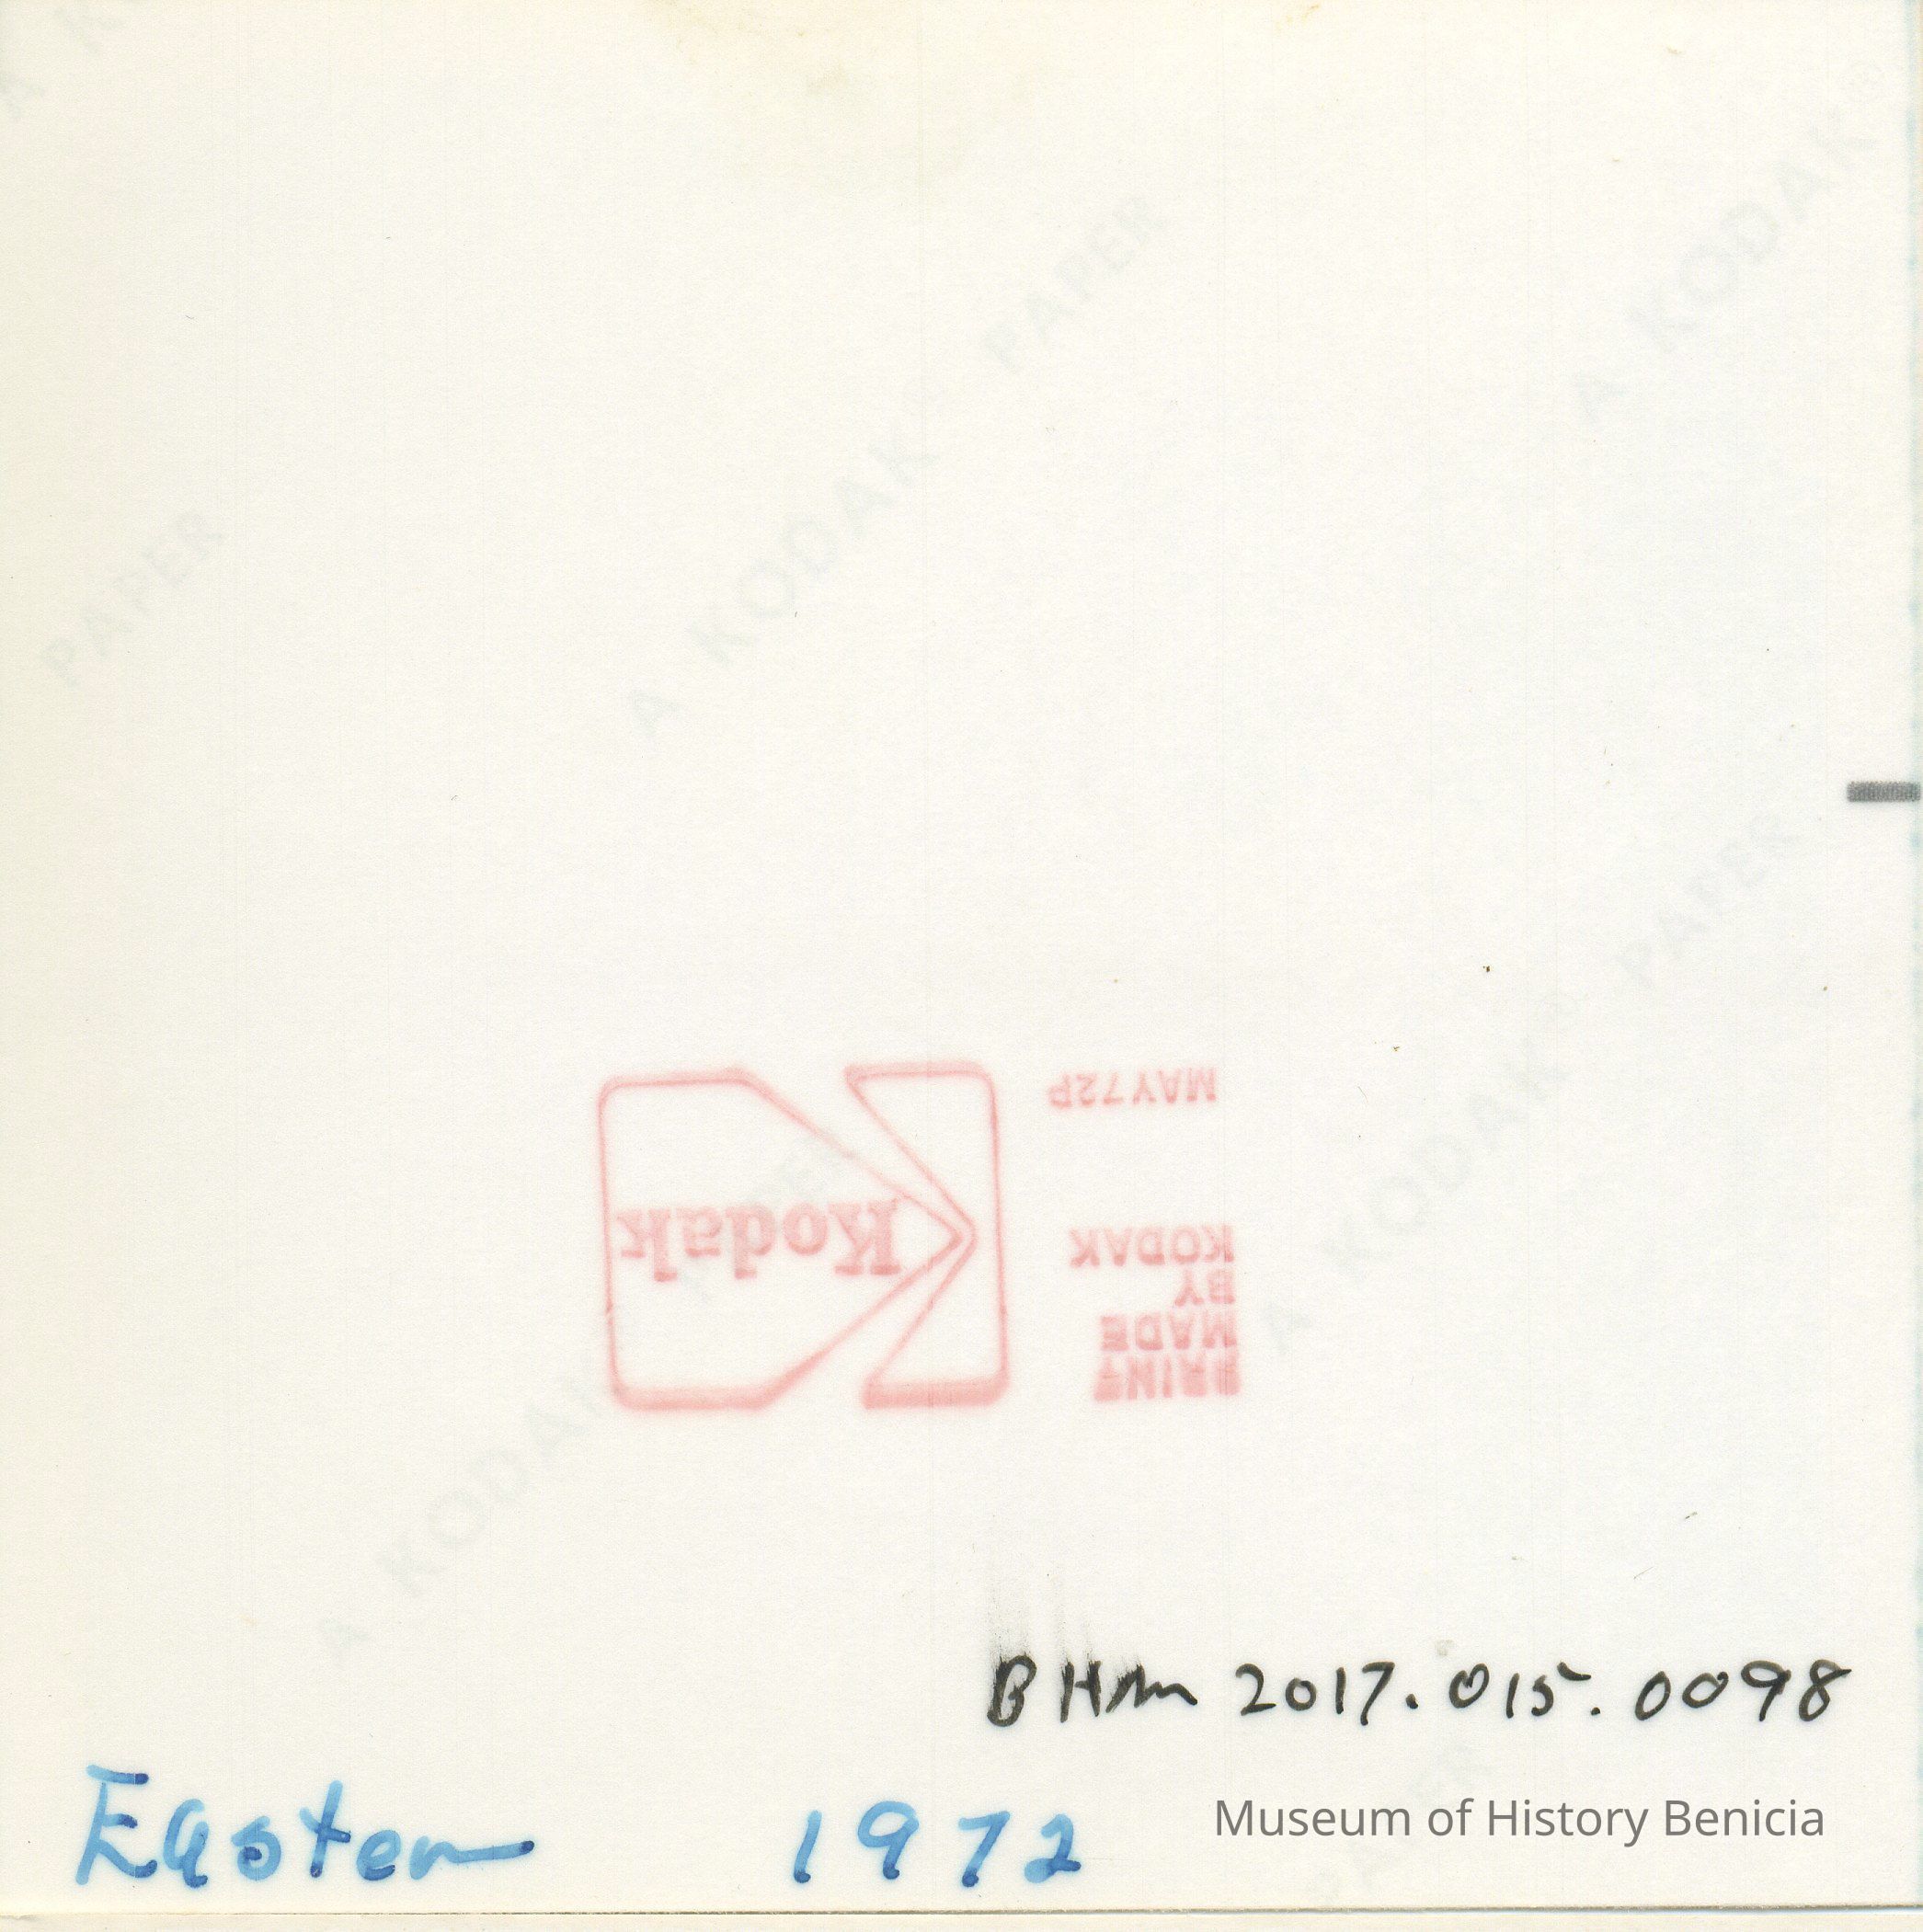 A KODAK® PAPER
A KODAK PAPER
A KODAK PAPER
PAPER
MAY72P
Kodak
PRINT
MADE
BY
KODAK
BHM 2017.015.0098
Museum of History Benicia
Easter 1972